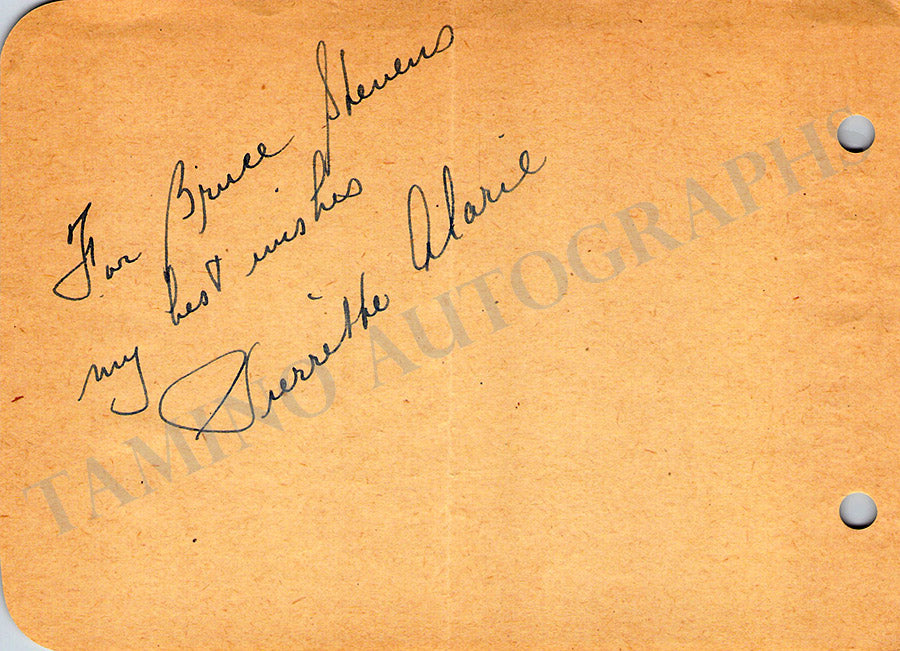 For Bruce Stevens
my best wishes
Pierrette Alarie
TAMINO AUTOGRAPHS